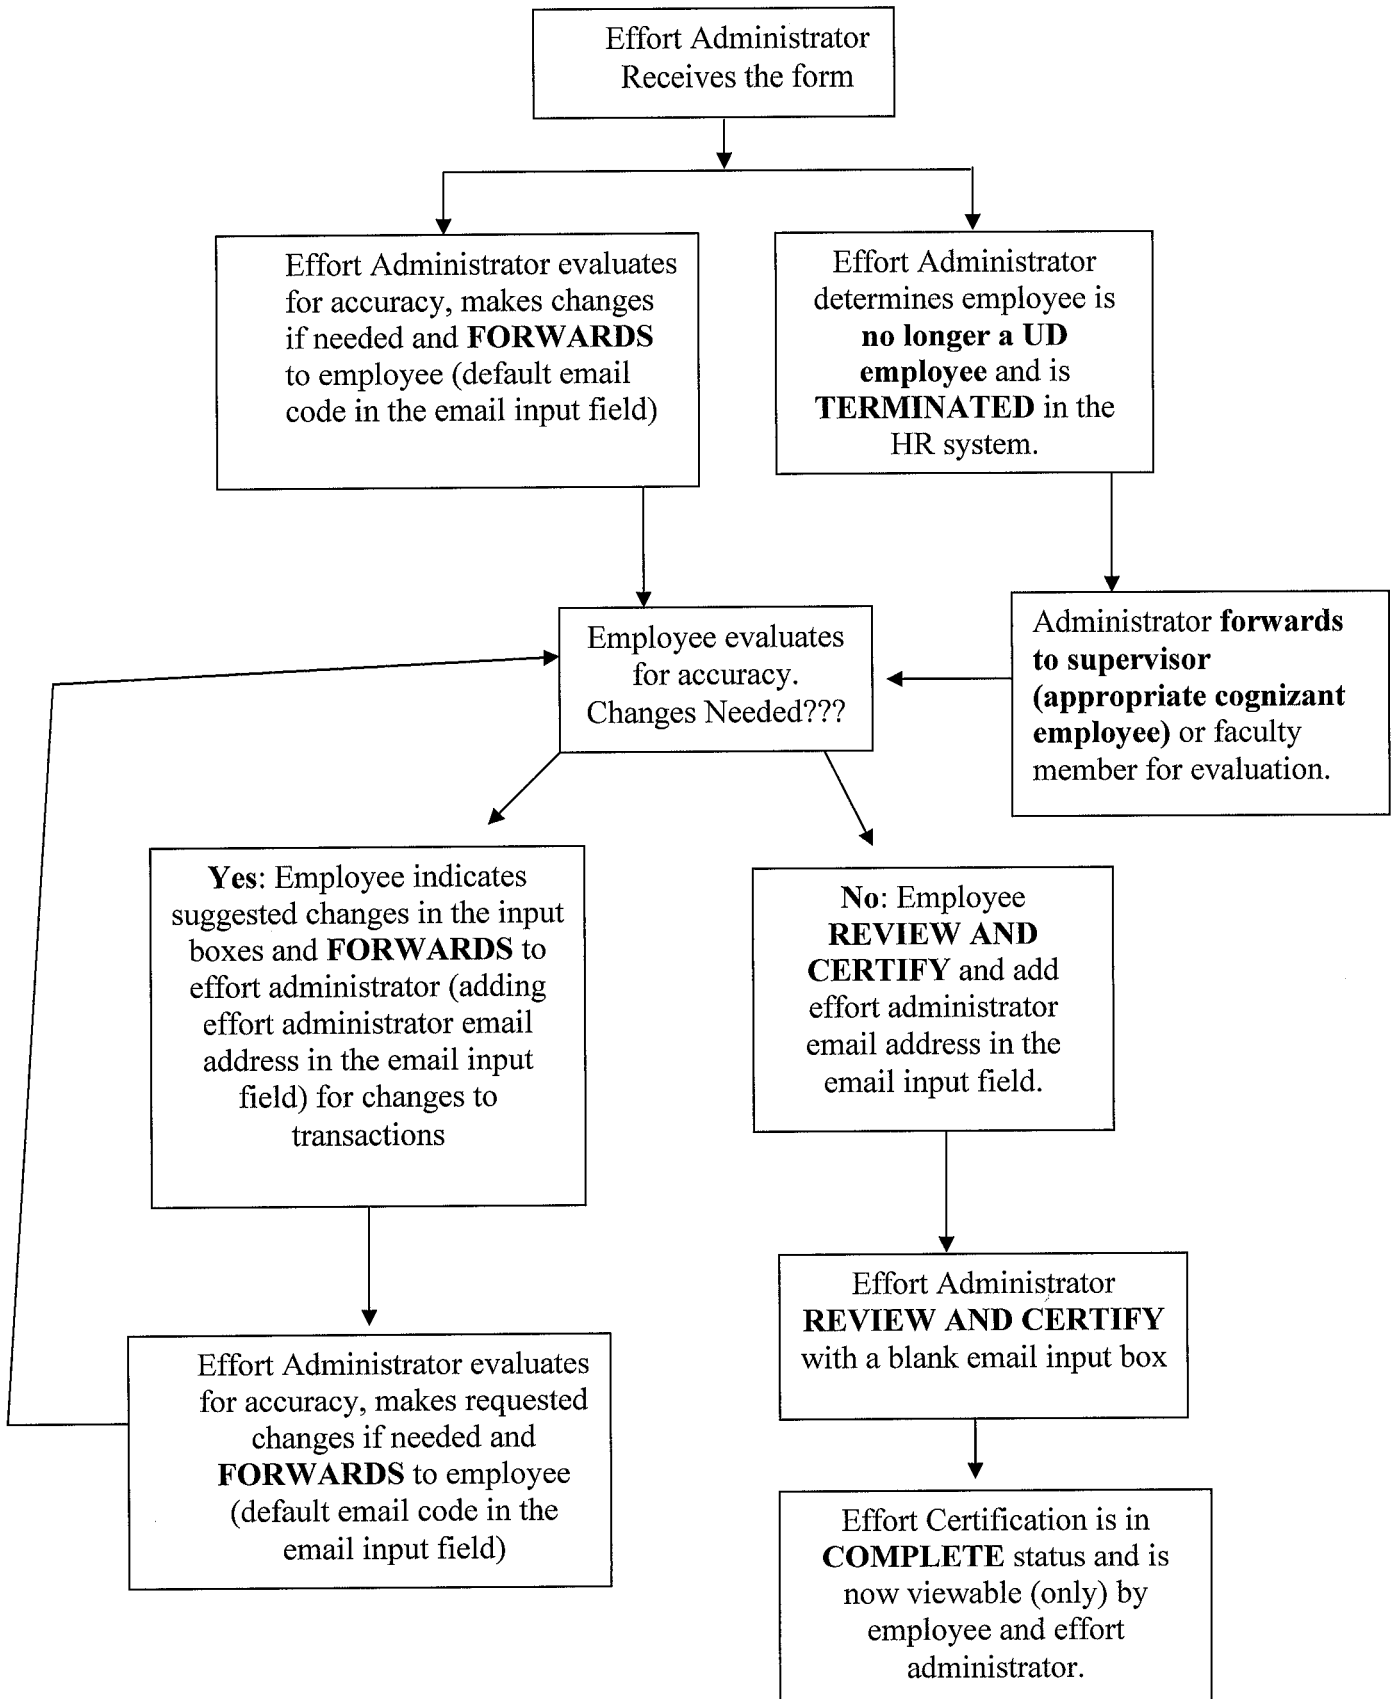 Effort Administrator
Receives the form
Effort Administrator evaluates
for accuracy, makes changes
if needed and FORWARDS
to employee (default email
code in the email input field)
Effort Administrator
determines employee is
no longer a UD
employee and is
TERMINATED in the
HR system.
Employee evaluates
for accuracy.
Changes Needed???
Administrator forwards
to supervisor
(appropriate cognizant
employee) or faculty
member for evaluation.
Yes: Employee indicates
suggested changes in the input
boxes and FORWARDS to
effort administrator (adding
effort administrator email
address in the email input
field) for changes to
transactions
No: Employee
REVIEW AND
CERTIFY and add
effort administrator
email address in the
email input field.
Effort Administrator evaluates
for accuracy, makes requested
changes if needed and
FORWARDS to employee
(default email code in the
email input field)
Effort Administrator
REVIEW AND CERTIFY
with a blank email input box
Effort Certification is in
COMPLETE status and is
now viewable (only) by
employee and effort
administrator.